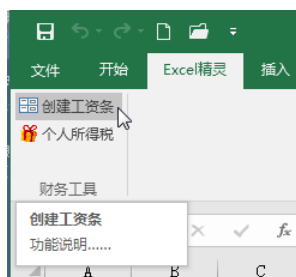 文件 开始 Excel精灵 插入
创建工资条
个人所得税
财务工具
创建工资条
功能说明......
fx
A B C